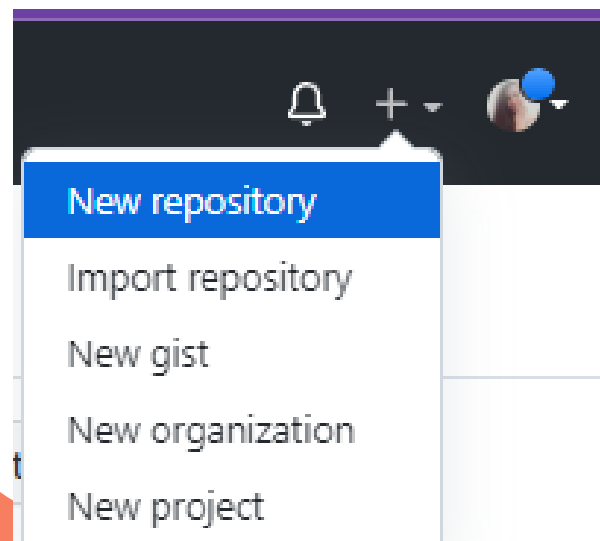 New repository
Import repository
New gist
New organization
New project
t